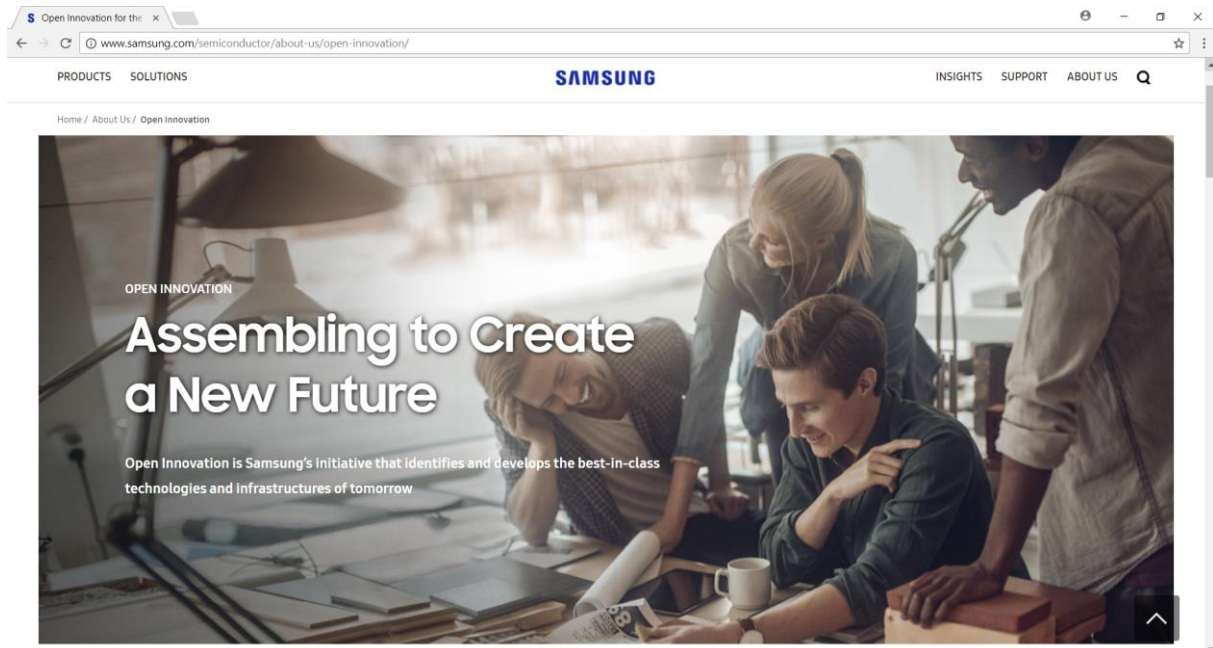 S Open Innovation for the
www.samsung.com/semiconductor/about-us/open-innovation/
PRODUCTS SOLUTIONS SAMSUNG INSIGHTS SUPPORT ABOUT US
Home / About Us / Open Innovation
OPEN INNOVATION
Assembling to Create
a New Future
Open Innovation is Samsung's initiative that identifies and develops the best-in-class
technologies and infrastructures of tomorrow